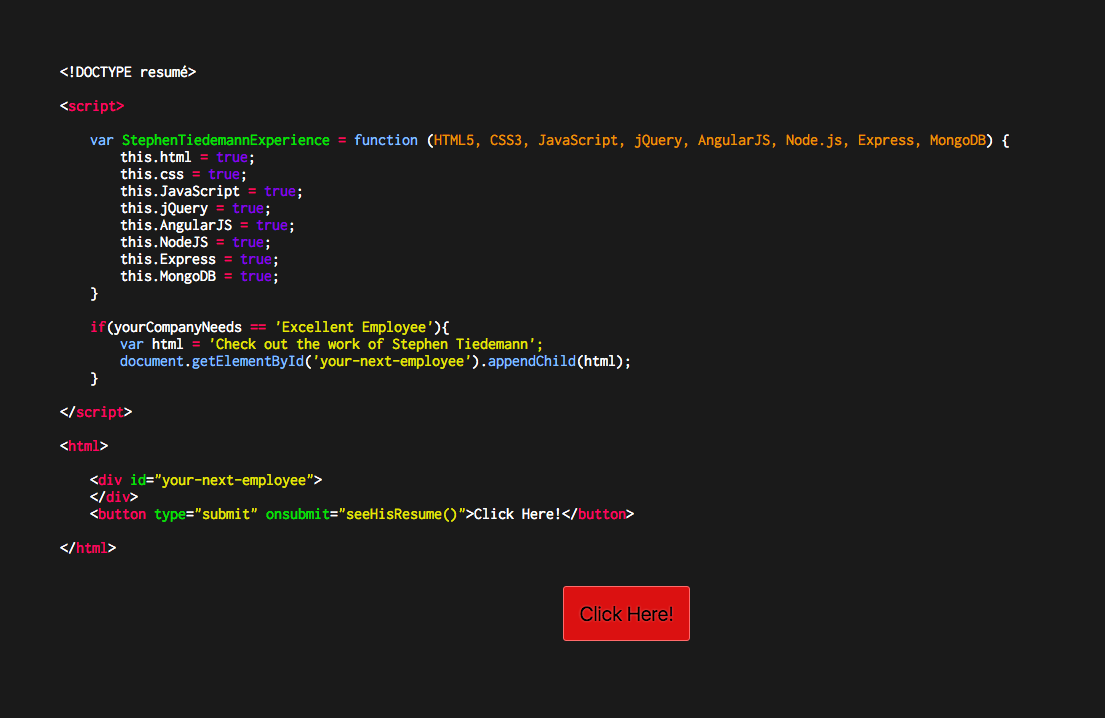 <!DOCTYPE resumé>
<script>
var StephenTiedemannExperience = function (HTML5, CSS3, JavaScript, jQuery, AngularJS, Node.js, Express, MongoDB) {
this.html = true;
this.css = true;
this.JavaScript = true;
this.jQuery = true;
this.AngularJS = true;
this.NodeJS = true;
this.Express = true;
this.MongoDB = true;
}
if(yourCompanyNeeds == 'Excellent Employee'){
var html = 'Check out the work of Stephen Tiedemann';
document.getElementById('your-next-employee').appendChild(html);
}
</script>
<html>
<div id="your-next-employee">
</div>
<button type="submit" onsubmit="seeHisResume()">Click Here!</button>
</html>
Click Here!